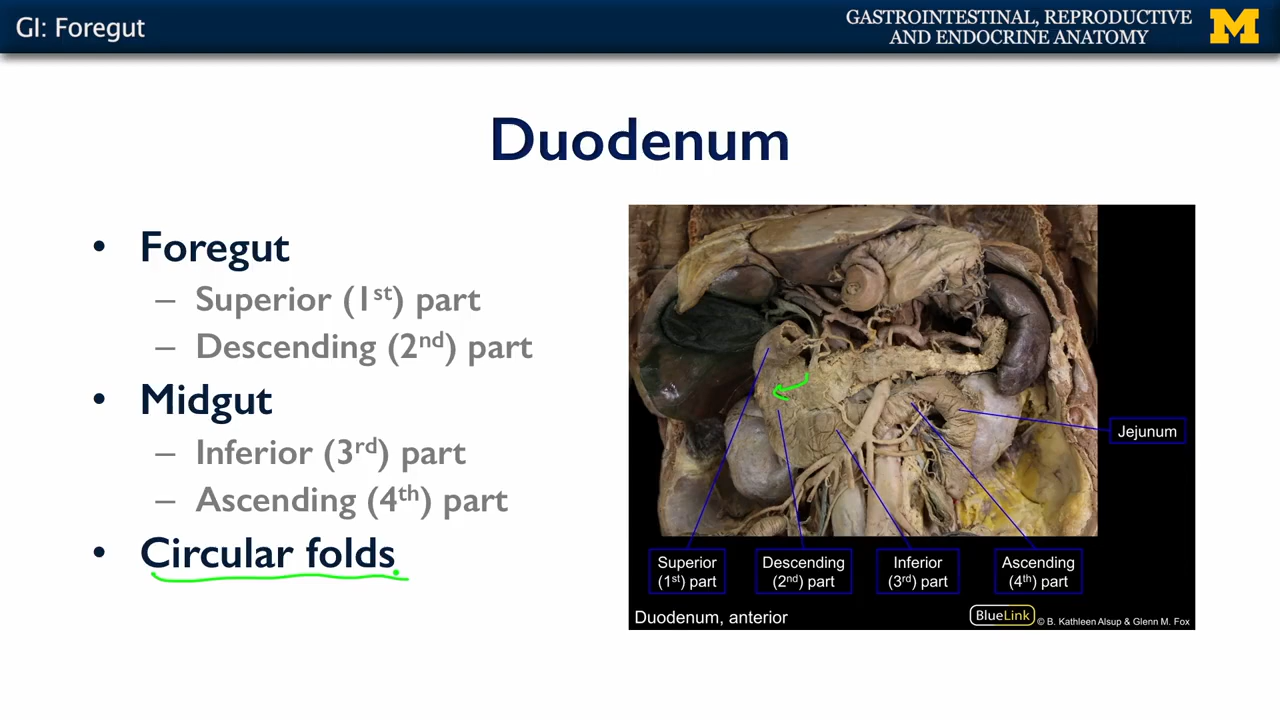 GI: Foregut
GASTROINTESTINAL, REPRODUCTIVE
AND ENDOCRINE ANATOMY
M
Duodenum
• Foregut
– Superior (1st) part
– Descending (2nd) part
• Midgut
– Inferior (3rd) part
– Ascending (4th) part
• Circular folds
Jejunum
Superior
(1st) part
Descending
(2nd) part
Inferior
(3rd) part
Ascending
(4th) part
Duodenum, anterior
BlueLink © B. Kathleen Alsup & Glenn M. Fox